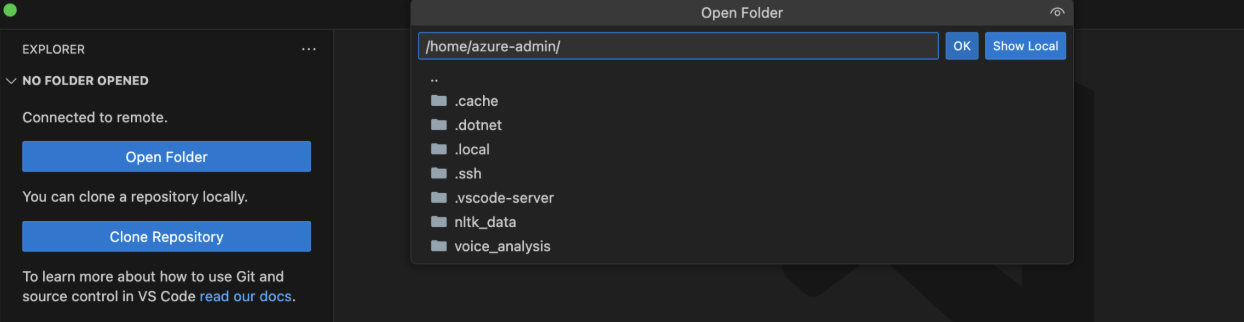 Open Folder
/home/azure-admin/
OK
Show Local
..
.cache
.dotnet
.local
.ssh
.vscode-server
nltk_data
voice_analysis
EXPLORER
NO FOLDER OPENED
Connected to remote.
Open Folder
You can clone a repository locally.
Clone Repository
To learn more about how to use Git and
source control in VS Code read our docs.